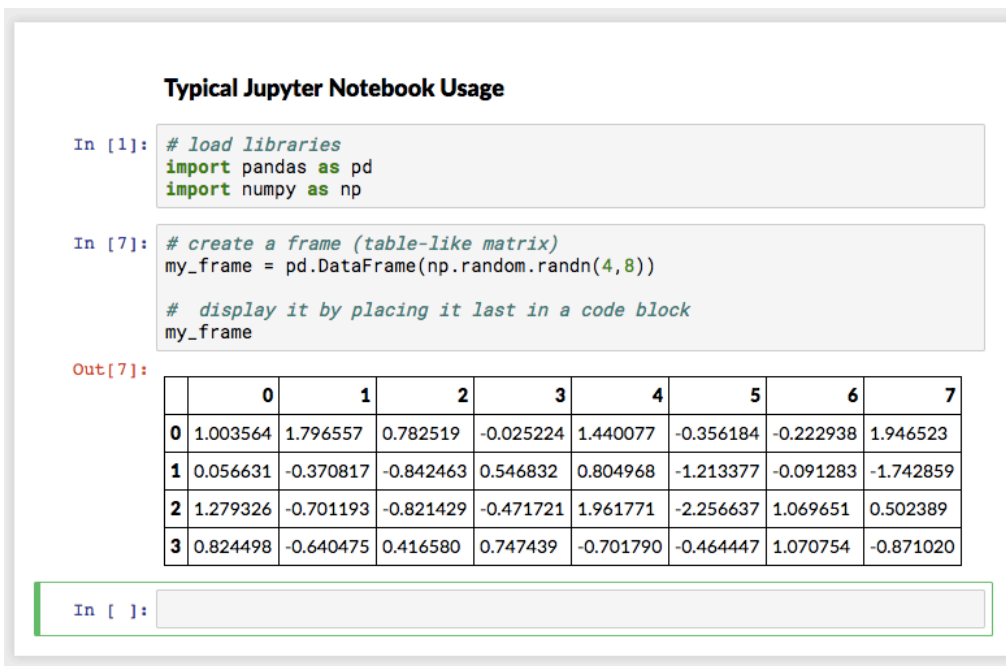 Typical Jupyter Notebook Usage
In [1]: # load libraries
import pandas as pd
import numpy as np
In [7]: # create a frame (table-like matrix)
my_frame = pd.DataFrame(np.random.randn(4,8))
#  display it by placing it last in a code block
my_frame
Out[7]:
0 1 2 3 4 5 6 7
0 1.003564 1.796557 0.782519 -0.025224 1.440077 -0.356184 -0.222938 1.946523
1 0.056631 -0.370817 -0.842463 0.546832 0.804968 -1.213377 -0.091283 -1.742859
2 1.279326 -0.701193 -0.821429 -0.471721 1.961771 -2.256637 1.069651 0.502389
3 0.824498 -0.640475 0.416580 0.747439 -0.701790 -0.464447 1.070754 -0.871020
In [ ]: